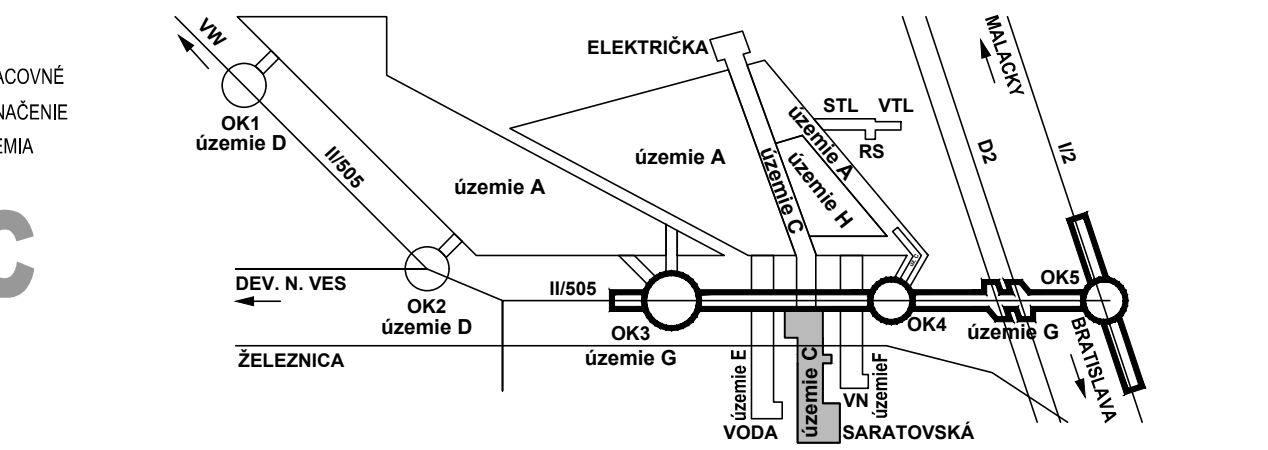 VW
ELEKTRIČKA
MALACKY
ACOVNÉ
NAČENIE
EMIA
C
OK1
územie D
II/505
územie A
územie A
územie C
územie A
územie H
STL VTL
RS
D2
I/2
DEV. N. VES
OK2
územie D
II/505
OK3
územie G
OK4
OK5
územie G
BRATISLAVA
ŽELEZNICA
územie E
územie C
územieF
VN
VODA
SARATOVSKÁ